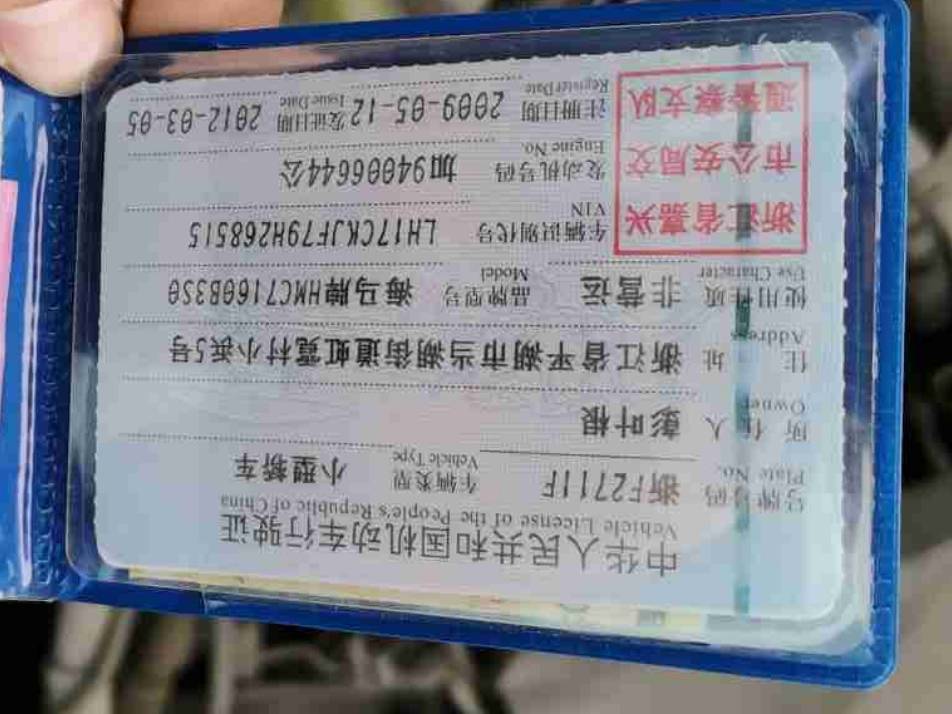 中华人民共和国机动车行驶证
Vehicle License of the People's Republic of China
号牌号码 浙F2711F 车辆类型 小型轿车
Plate No. Vehicle Type
所有人 彭叶根
Owner
住址 浙江省平湖市当湖街道虹霓村小浜5号
Address
使用性质 非营运 品牌型号 海马牌HMC7160B3S0
Use Character Model
浙江省嘉兴
市公安局交
通警察支队
车辆识别代号 LH17CKJF79H268515
VIN
发动机号码 加94006644公
Engine No.
注册日期 2009-05-12 发证日期 2012-03-05
Register Date Issue Date